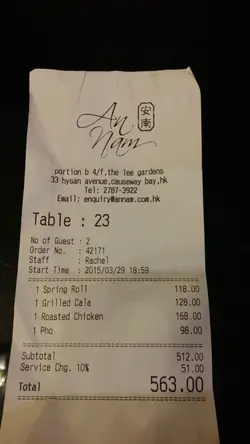 An
Nam
安南
portion b 4/f,the lee gardens
33 hysan avenue,causeway bay,hk
Tel: 2787-3922
Email: enquiry@annam.com.hk
Table : 23
No of Guest : 2
Order No. : 42171
Staff : Rachel
Start Time : 2015/03/29 18:59
1 Spring Roll 118.00
1 Grilled Cala 128.00
1 Roasted Chicken 168.00
1 Pho 98.00
Subtotal 512.00
Service Chg. 10% 51.00
Total 563.00